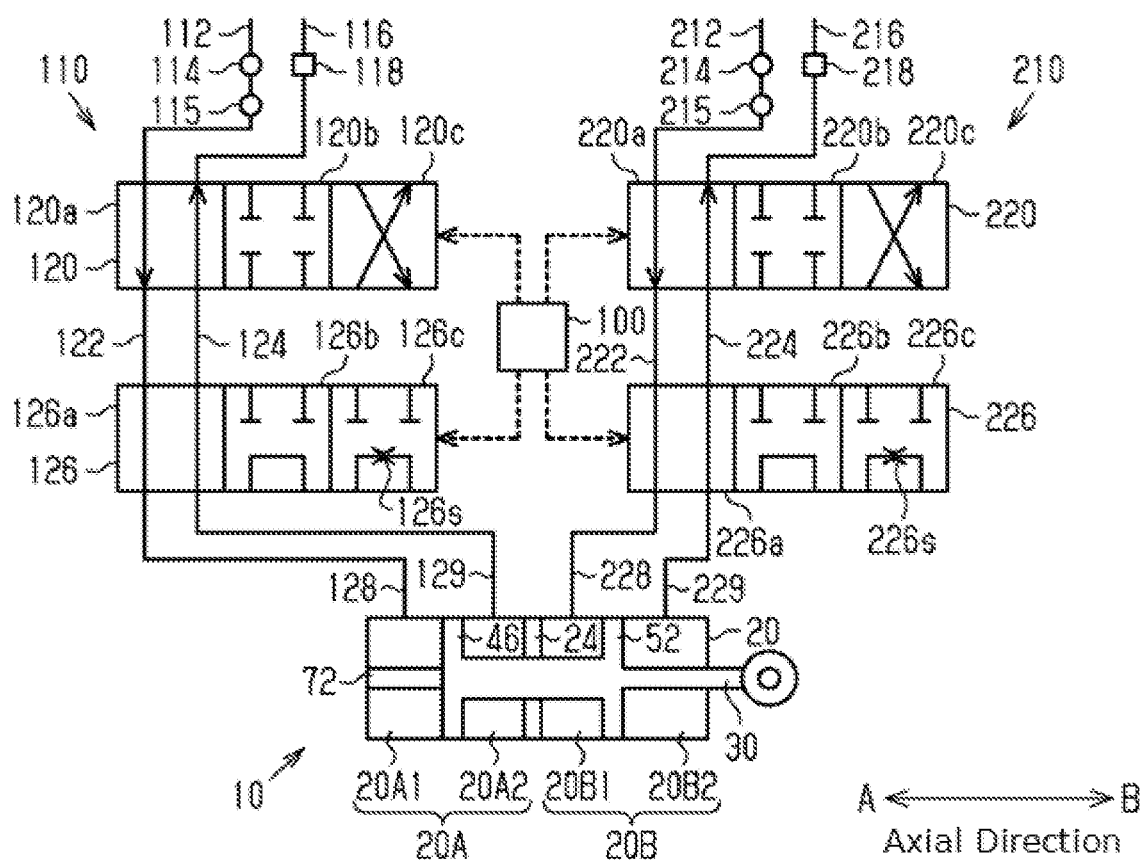 112 116 212 216
110 114 118 214 218 210
115 215
120b 120c 220a 220b 220c
120a 220
120
122 124 126b 126c 100 222 224 226b 226c
126a 226
126
126s 226a 226s
128 129 228 229
46 24 52 20
72
30
10 20A1 20A2 20B1 20B2 A B
20A 20B Axial Direction